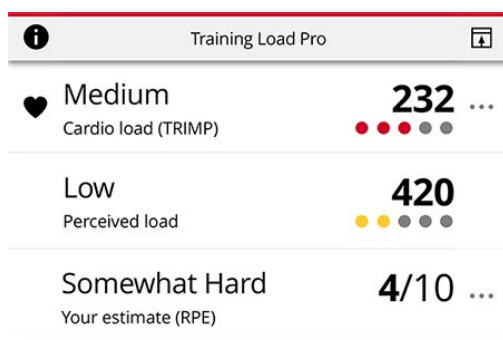 Training Load Pro
Medium 232
Cardio load (TRIMP)
Low 420
Perceived load
Somewhat Hard 4/10
Your estimate (RPE)